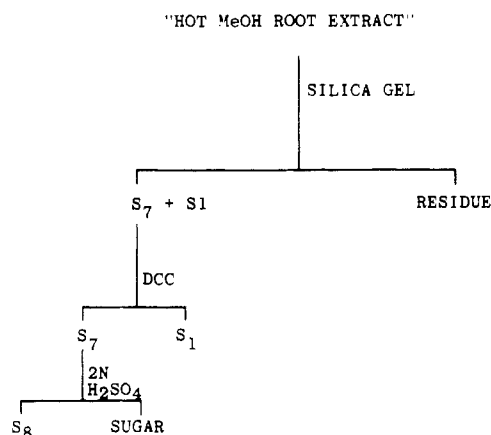 "HOT MeOH ROOT EXTRACT"
SILICA GEL
S7 + S1
RESIDUE
DCC
S7
S1
2N
H2SO4
S8
SUGAR